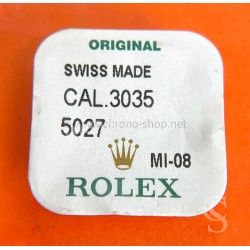 ORIGINAL
SWISS MADE
CAL.3035
5027
MI-08
ROLEX